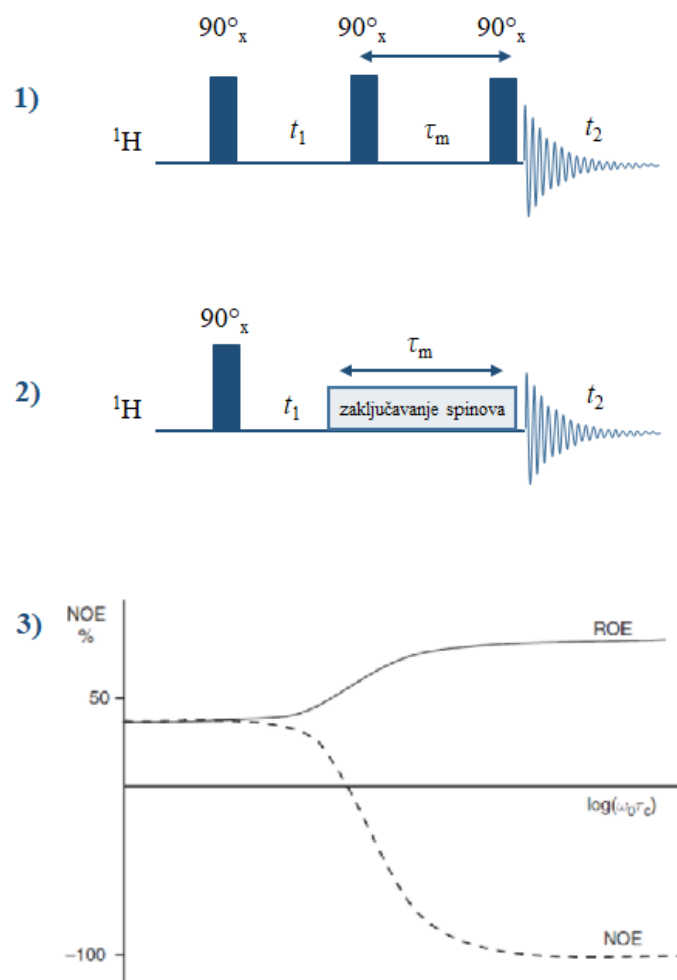 90°x 90°x 90°x
1)
¹H t₁ τm t₂
90°x
τm
2)
¹H t₁ zaključavanje spinova t₂
3) NOE
%
ROE
50
log(ω₀τc)
NOE
−100